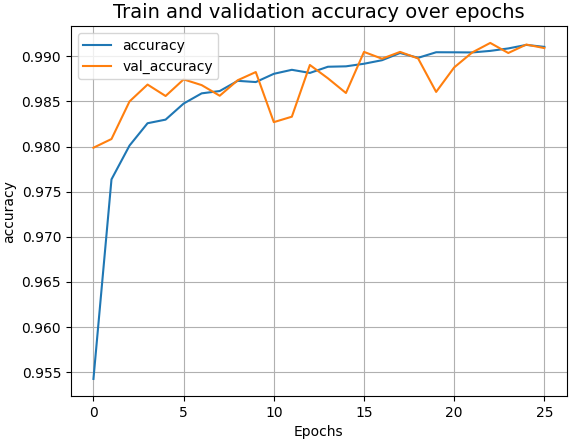 Train and validation accuracy over epochs
accuracy
val_accuracy
0.990
0.985
0.980
0.975
0.970
0.965
0.960
0.955
accuracy
0 5 10 15 20 25
Epochs